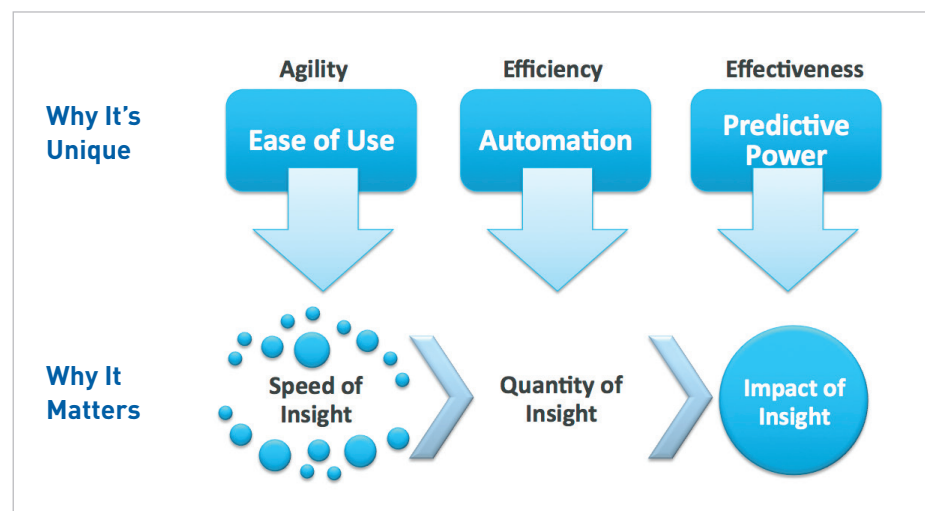 Agility
Efficiency
Effectiveness
Why It's
Unique
Ease of Use
Automation
Predictive
Power
Why It
Matters
Speed of
Insight
Quantity of
Insight
Impact of
Insight